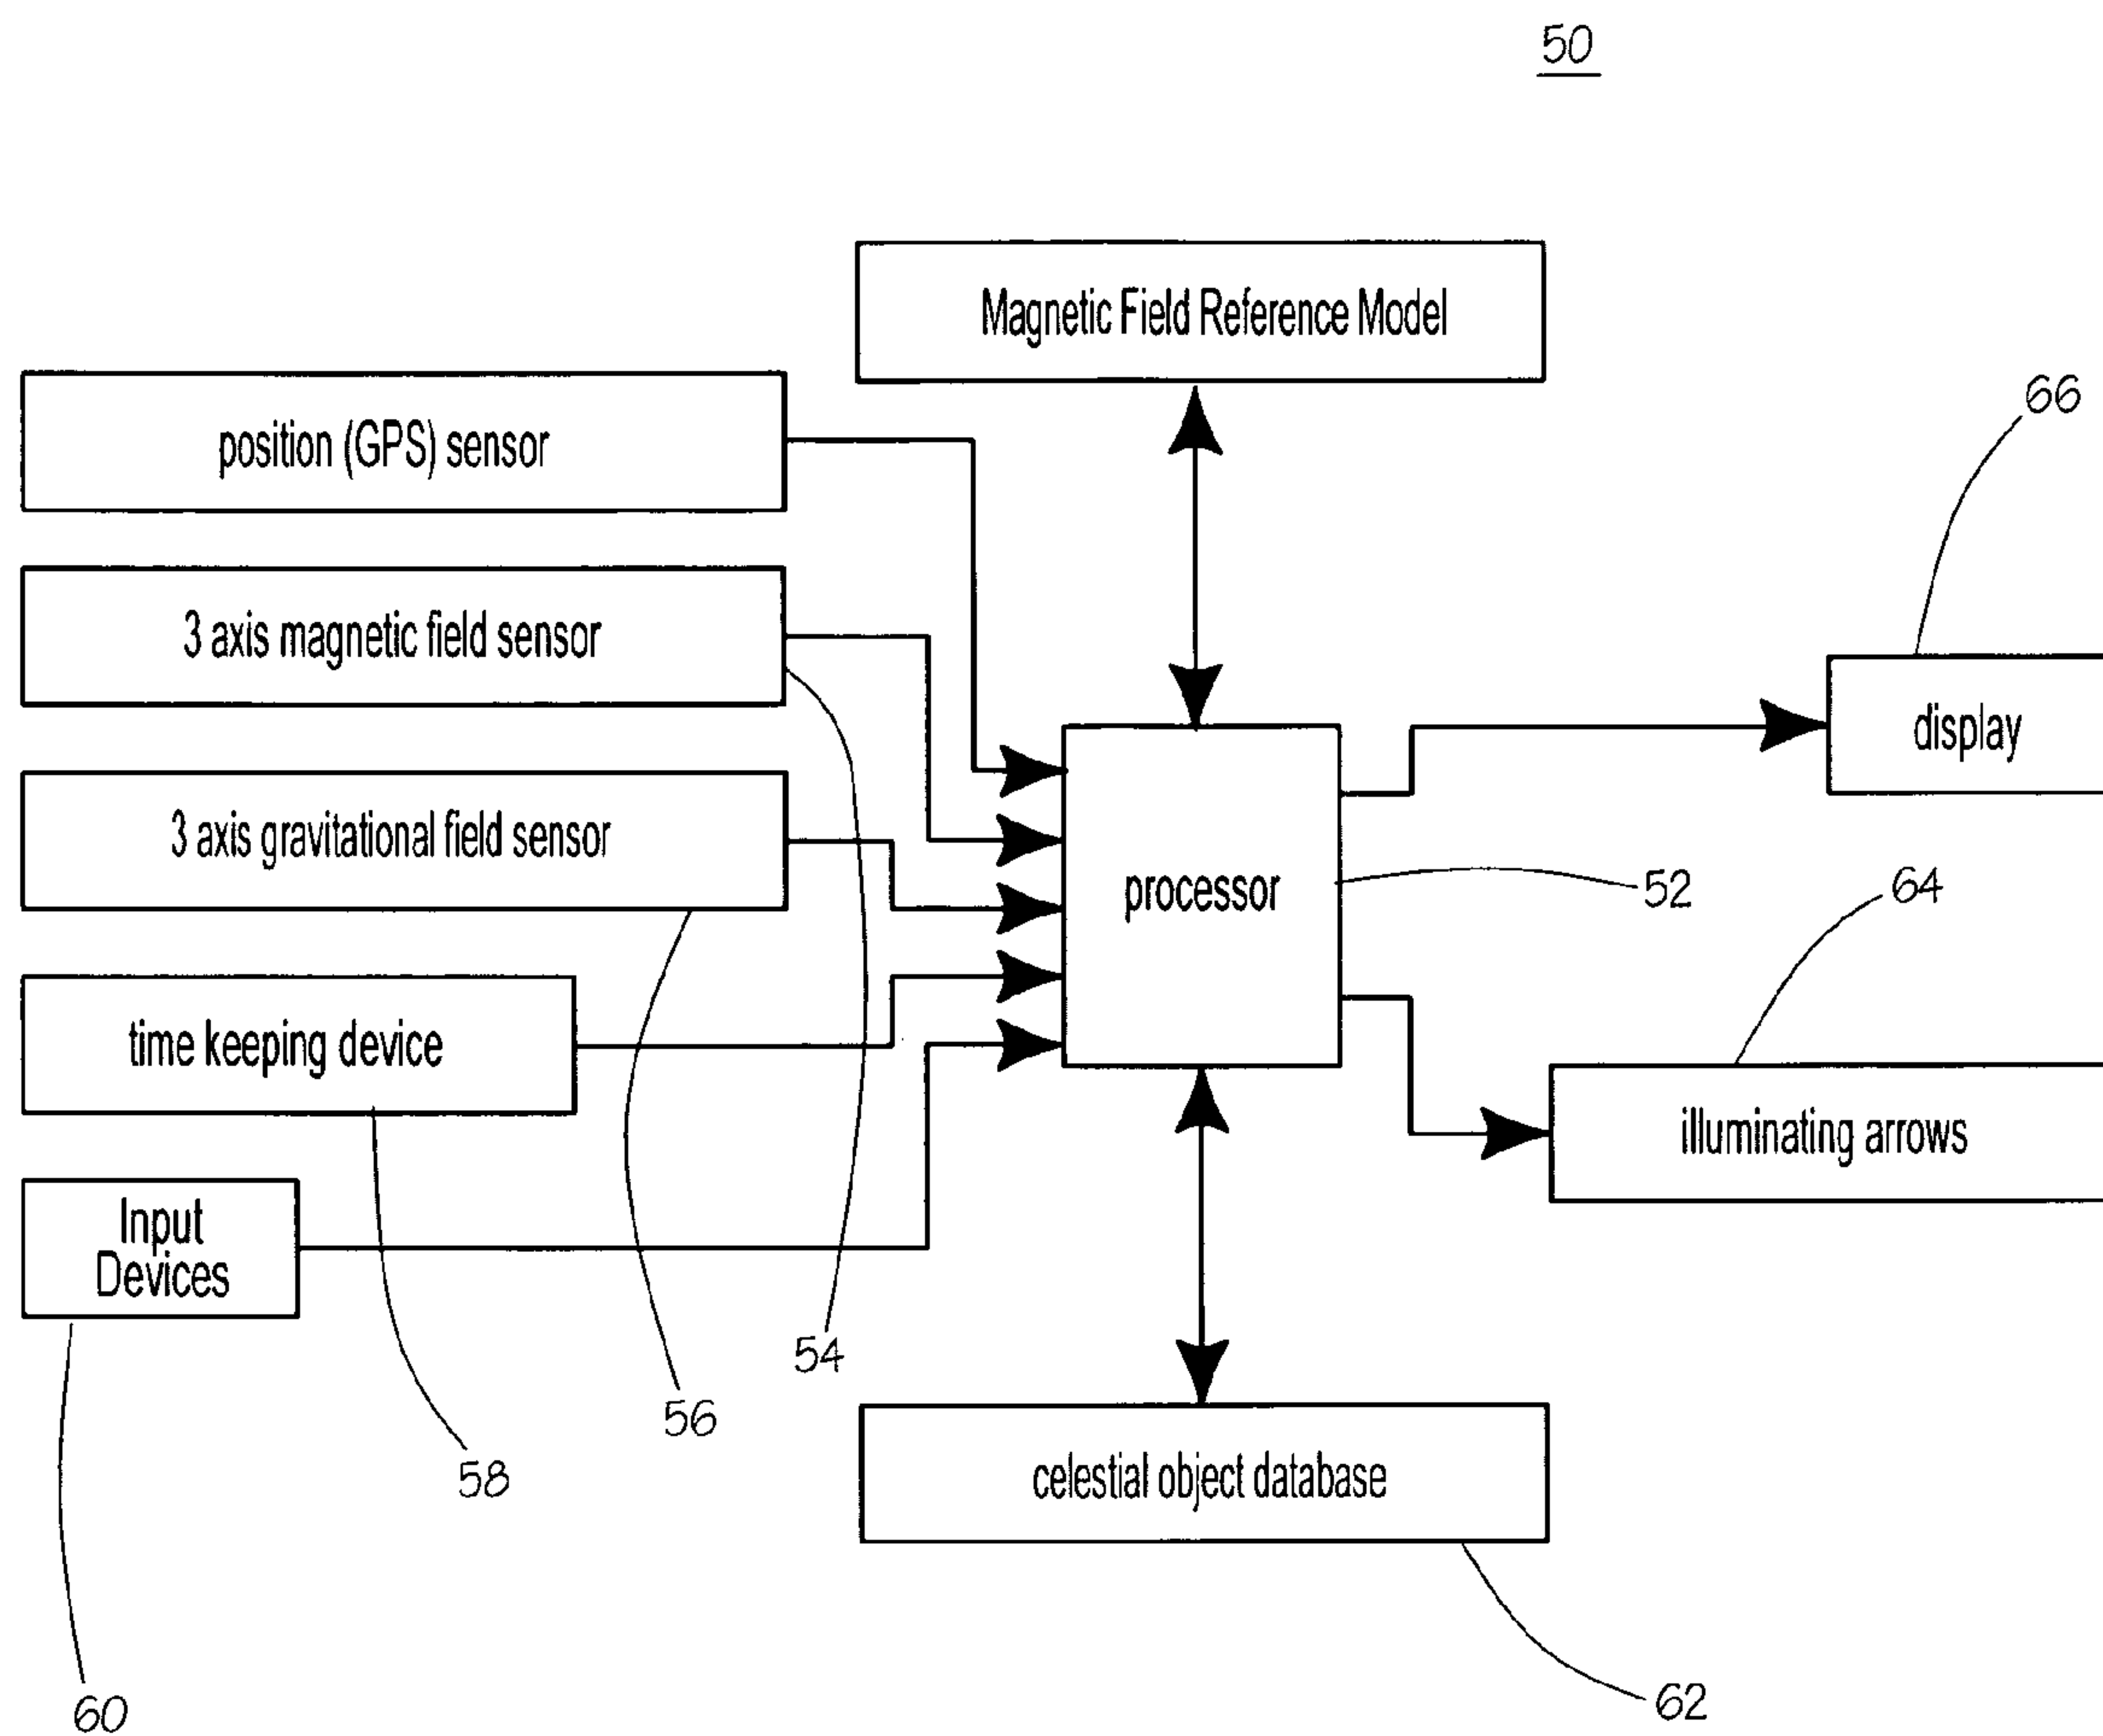 50
Magnetic Field Reference Model
position (GPS) sensor
66
3 axis magnetic field sensor
display
3 axis gravitational field sensor
processor
52
64
time keeping device
illuminating arrows
Input
Devices
54
56
58
celestial object database
60
62